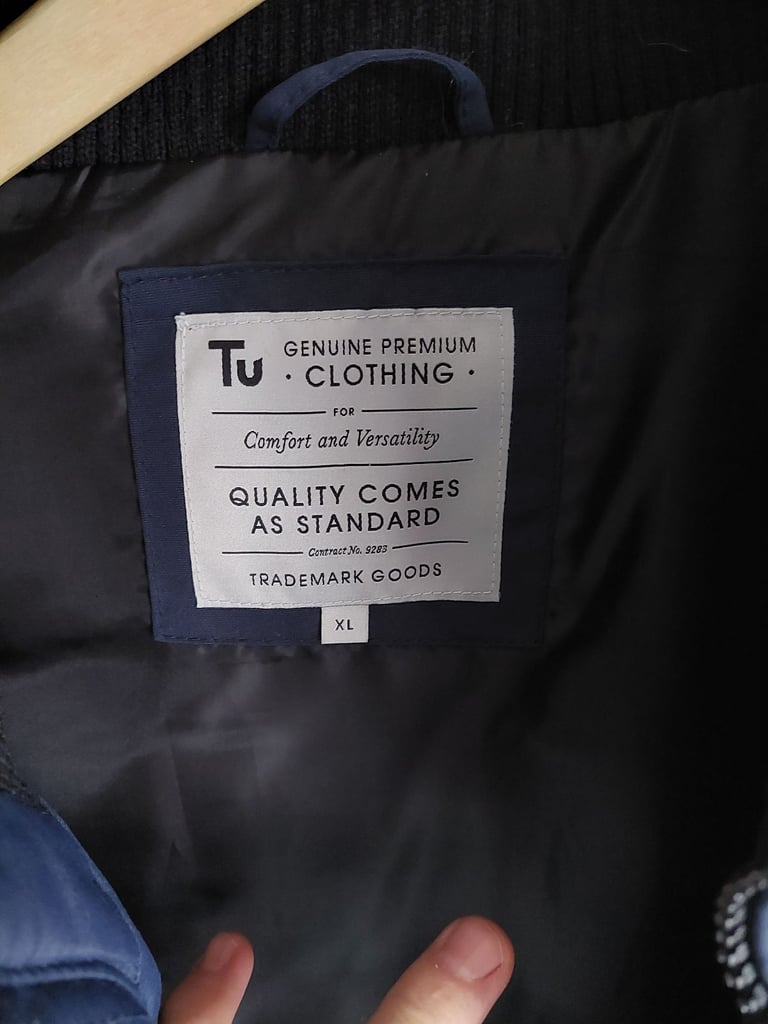 Tu GENUINE PREMIUM
· CLOTHING ·
FOR
Comfort and Versatility
QUALITY COMES
AS STANDARD
Contract No. 9283
TRADEMARK GOODS
XL